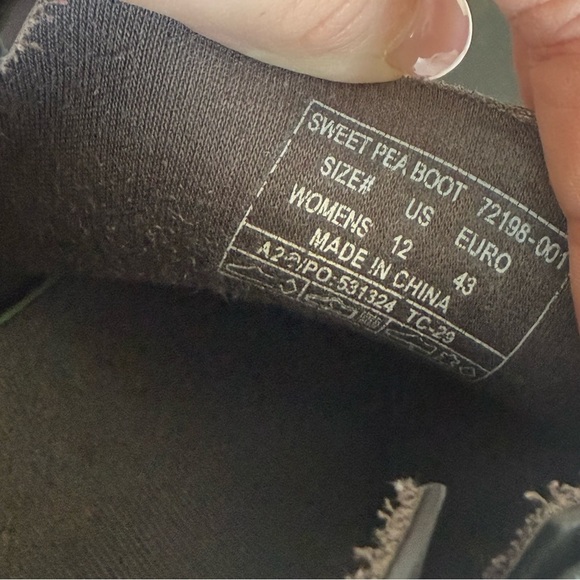 SWEET PEA BOOT 72198-001
SIZE# US EURO
WOMENS 12 43
MADE IN CHINA
PO:531324 TC-29